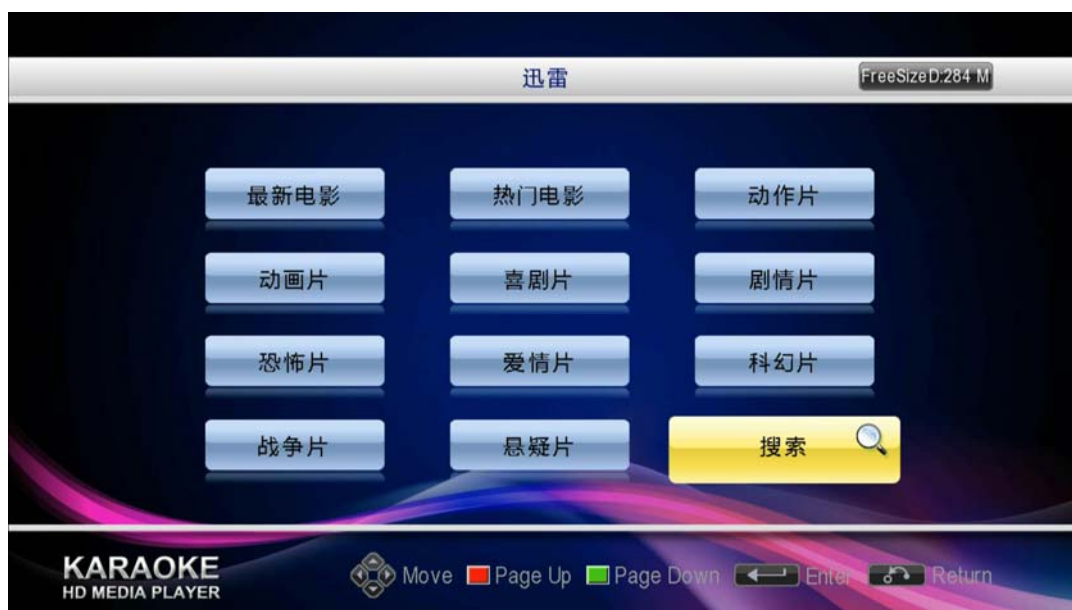 迅雷
FreeSizeD:284 M
最新电影 热门电影 动作片
动画片 喜剧片 剧情片
恐怖片 爱情片 科幻片
战争片 悬疑片 搜索
KARAOKE
HD MEDIA PLAYER
Move Page Up Page Down Enter Return